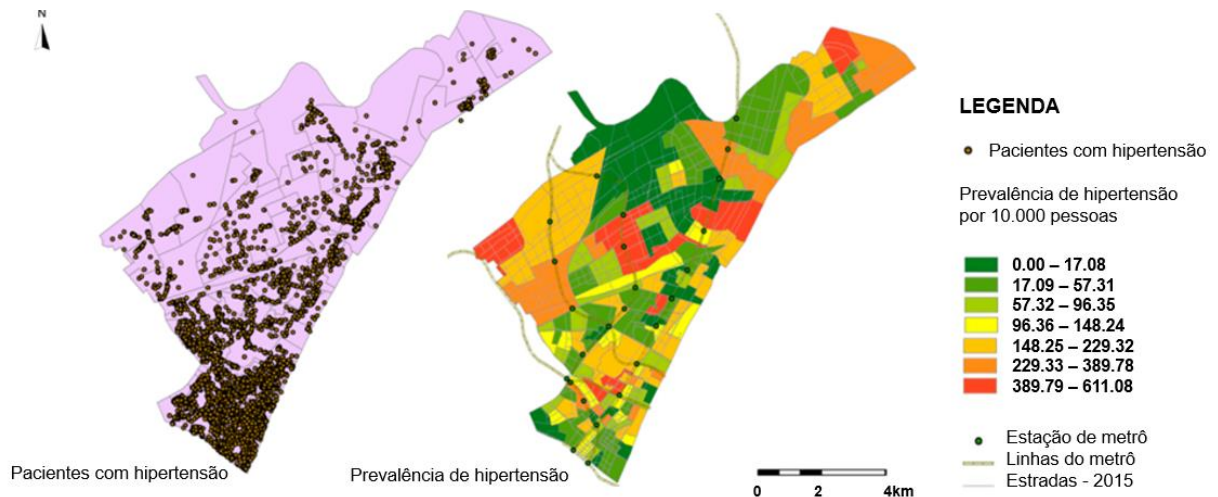 N
Pacientes com hipertensão
Prevalência de hipertensão
LEGENDA
Pacientes com hipertensão
Prevalência de hipertensão
por 10.000 pessoas
0.00 – 17.08
17.09 – 57.31
57.32 – 96.35
96.36 – 148.24
148.25 – 229.32
229.33 – 389.78
389.79 – 611.08
Estação de metrô
Linhas do metrô
Estradas - 2015
0 2 4km